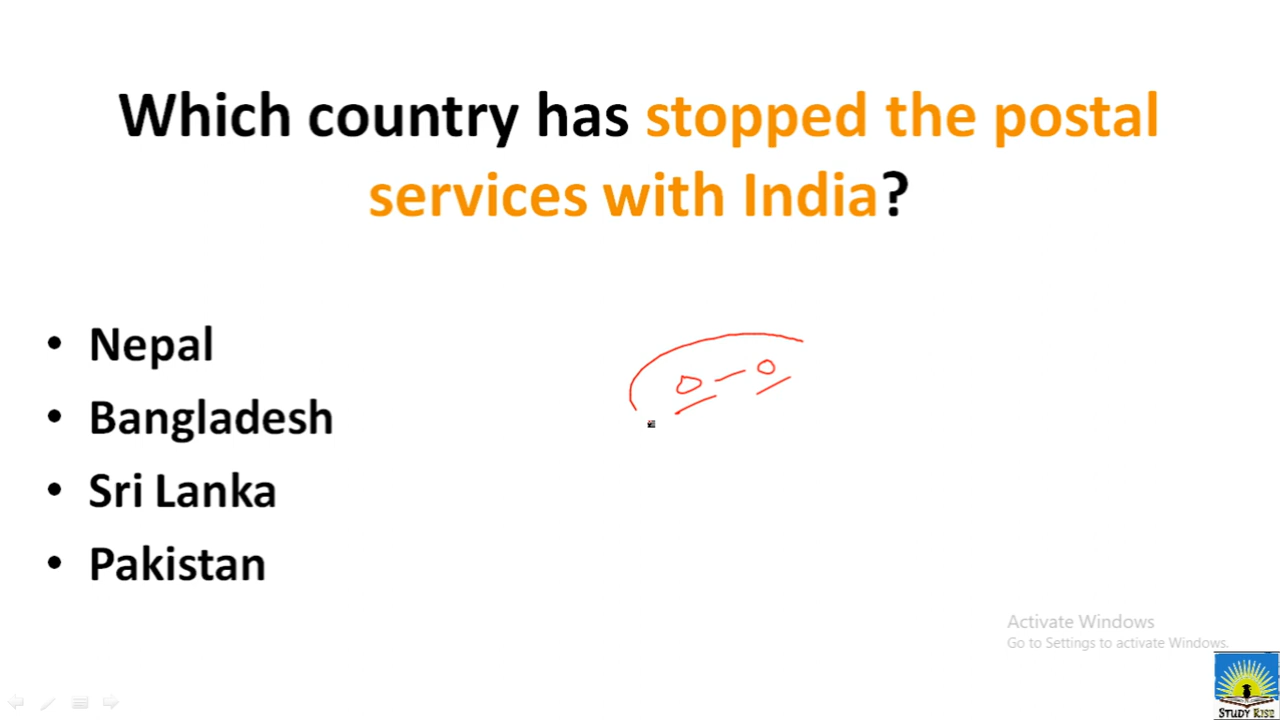 Which country has stopped the postal
services with India?
• Nepal
• Bangladesh
• Sri Lanka
• Pakistan
Activate Windows
Go to Settings to activate Windows.
STUDY RISE